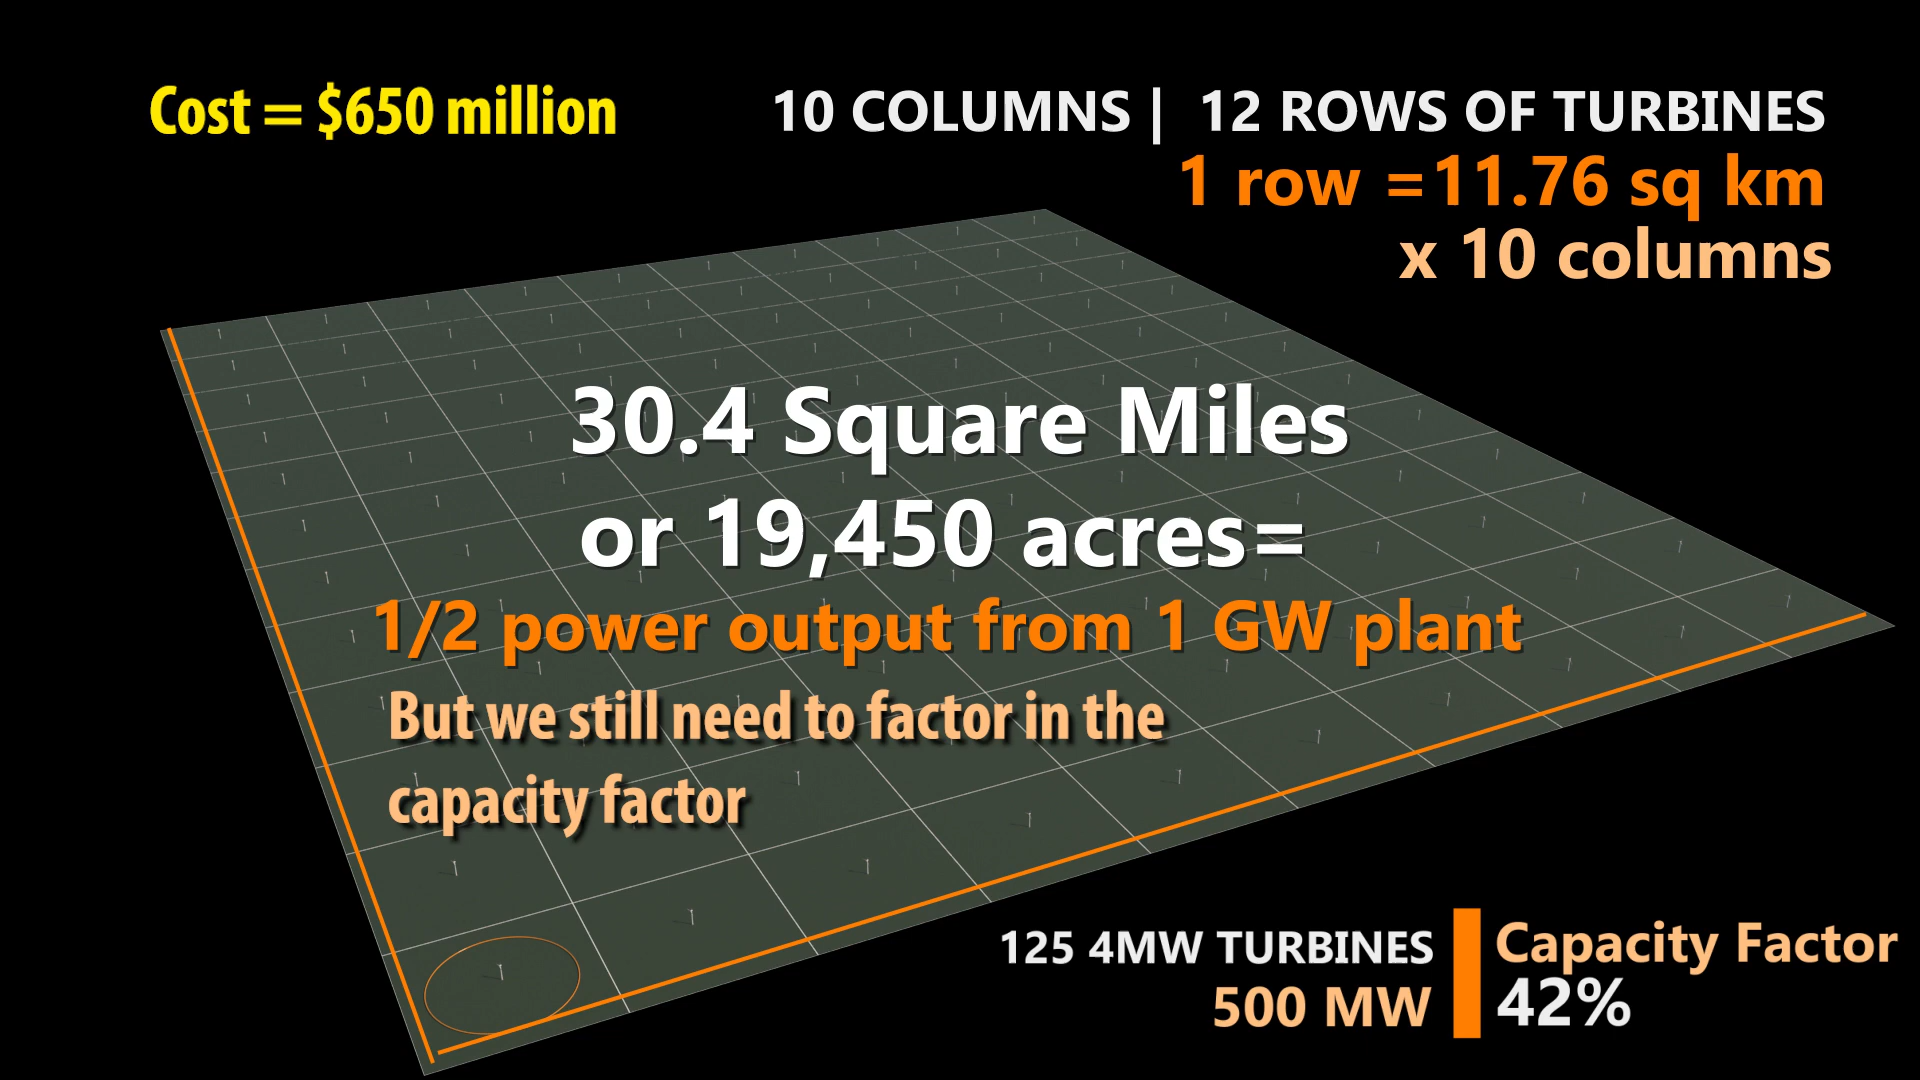 Cost = $650 million
10 COLUMNS | 12 ROWS OF TURBINES
1 row =11.76 sq km
x 10 columns
30.4 Square Miles
or 19,450 acres=
1/2 power output from 1 GW plant
But we still need to factor in the
capacity factor
125 4MW TURBINES
500 MW
Capacity Factor
42%